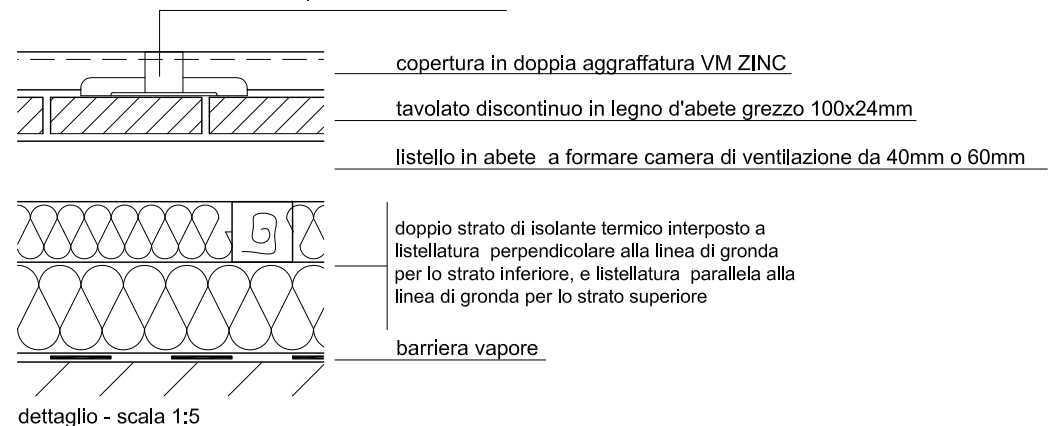 copertura in doppia aggraffatura VM ZINC
tavolato discontinuo in legno d'abete grezzo 100x24mm
listello in abete a formare camera di ventilazione da 40mm o 60mm
doppio strato di isolante termico interposto a
listellatura perpendicolare alla linea di gronda
per lo strato inferiore, e listellatura parallela alla
linea di gronda per lo strato superiore
barriera vapore
dettaglio - scala 1:5